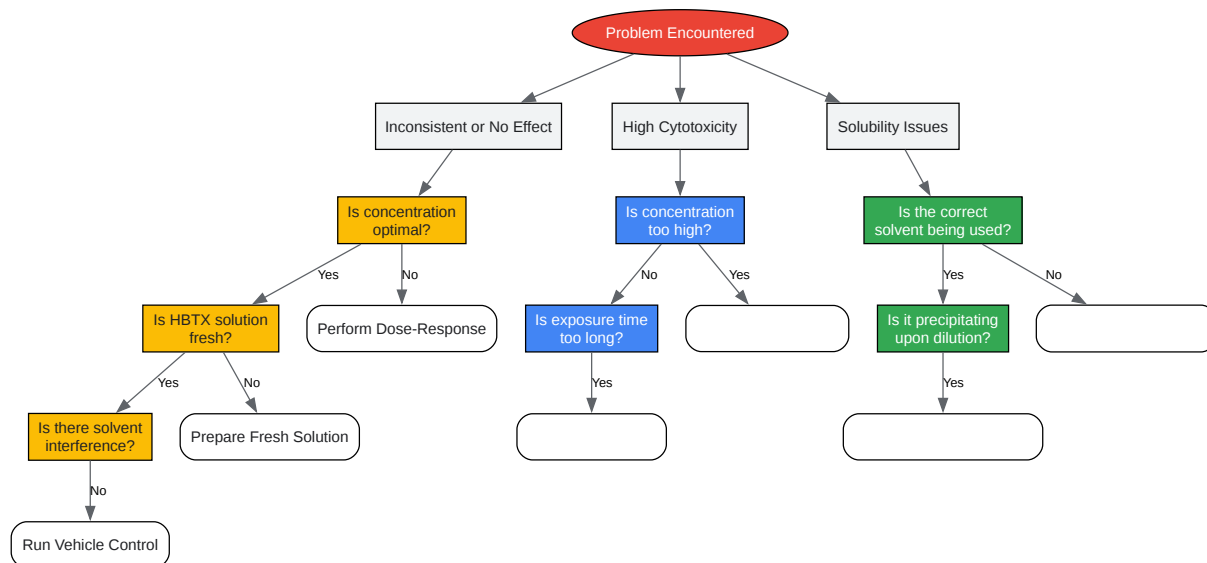 Problem Encountered
Inconsistent or No Effect
High Cytotoxicity
Solubility Issues
Is concentration
optimal?
Is concentration
too high?
Is the correct
solvent being used?
Yes
No
No
Yes
Yes
No
Is HBTX solution
fresh?
Perform Dose-Response
Is exposure time
too long?
Is it precipitating
upon dilution?
Yes
No
Yes
Yes
Is there solvent
interference?
Prepare Fresh Solution
No
Run Vehicle Control